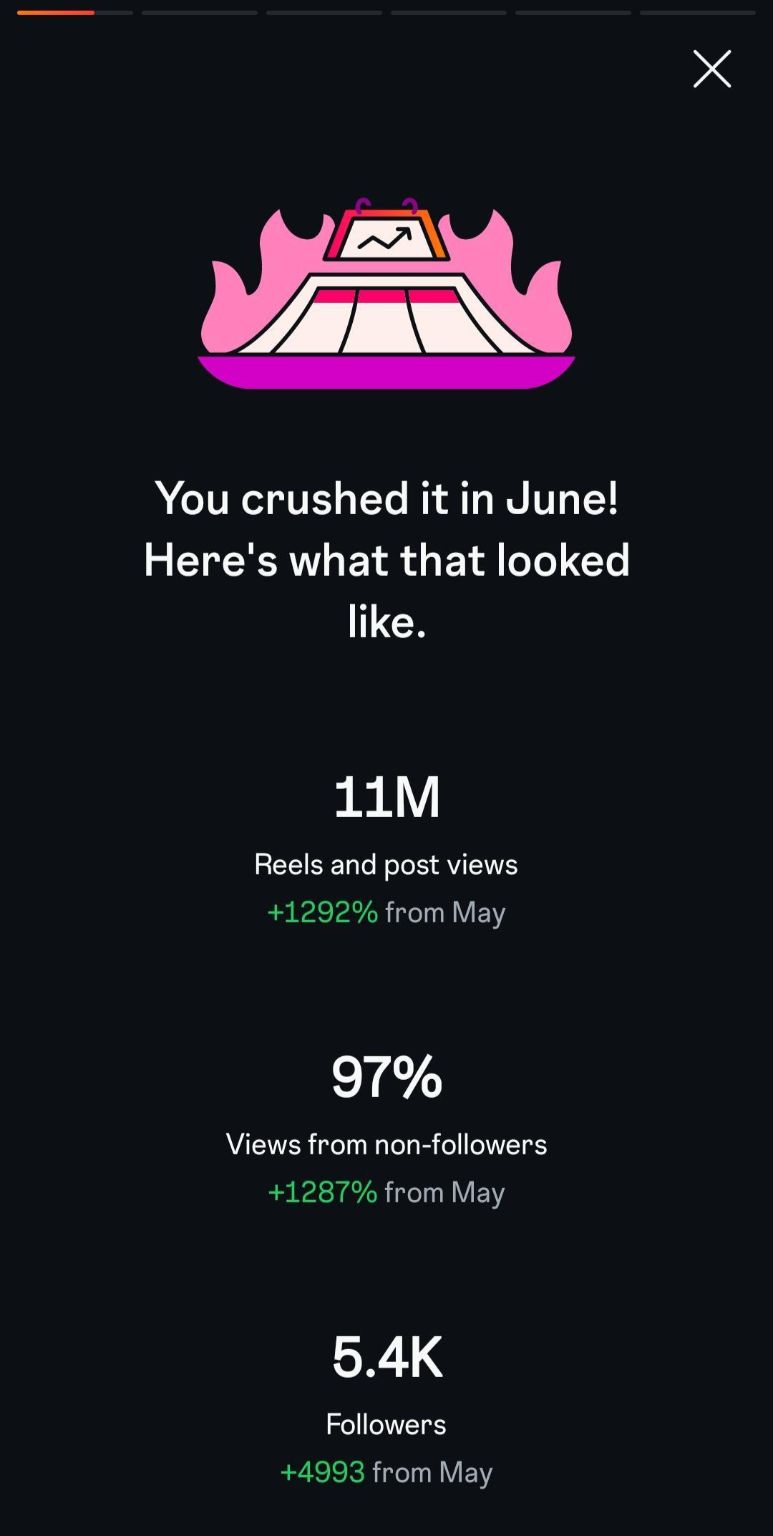 You crushed it in June!
Here's what that looked
like.
11M
Reels and post views
+1292% from May
97%
Views from non-followers
+1287% from May
5.4K
Followers
+4993 from May